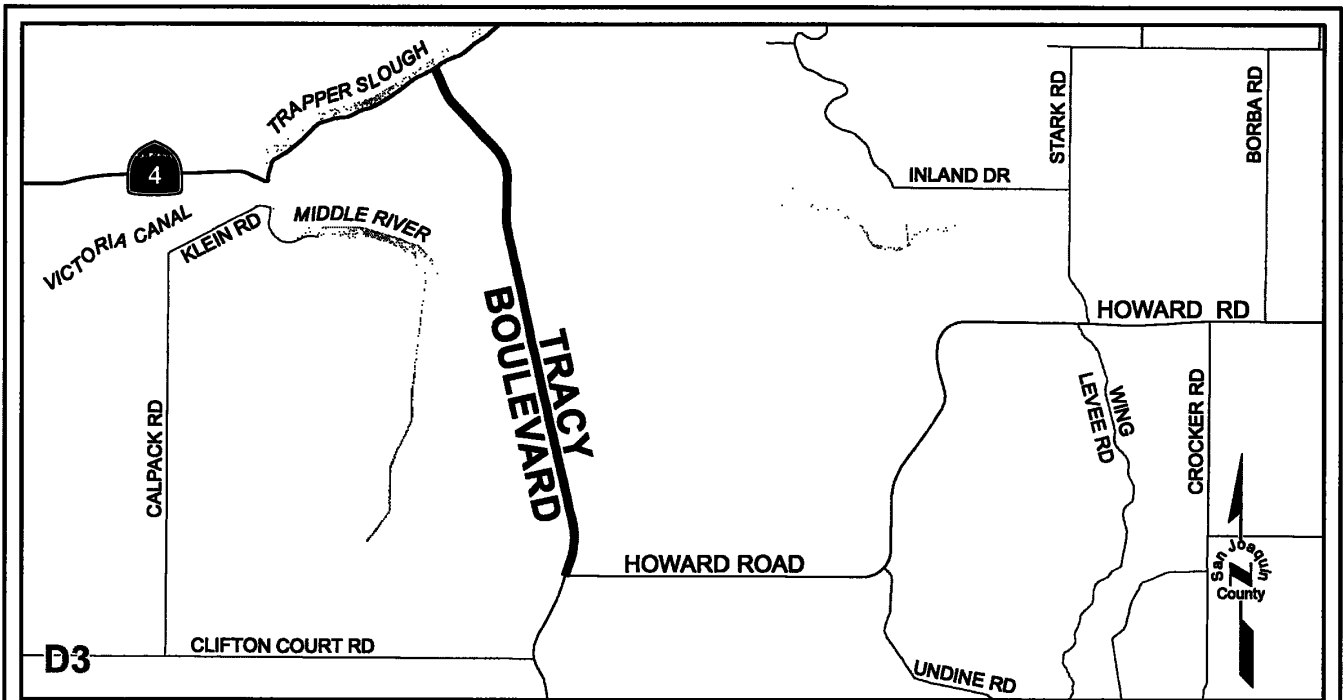 TRAPPER SLOUGH
4
VICTORIA CANAL
KLEIN RD
MIDDLE RIVER
INLAND DR
STARK RD
BORBA RD
HOWARD RD
TRACY
BOULEVARD
WING
LEVEE RD
CROCKER RD
CALPACK RD
HOWARD ROAD
San Joaquin
County
CLIFTON COURT RD
D3
UNDINE RD